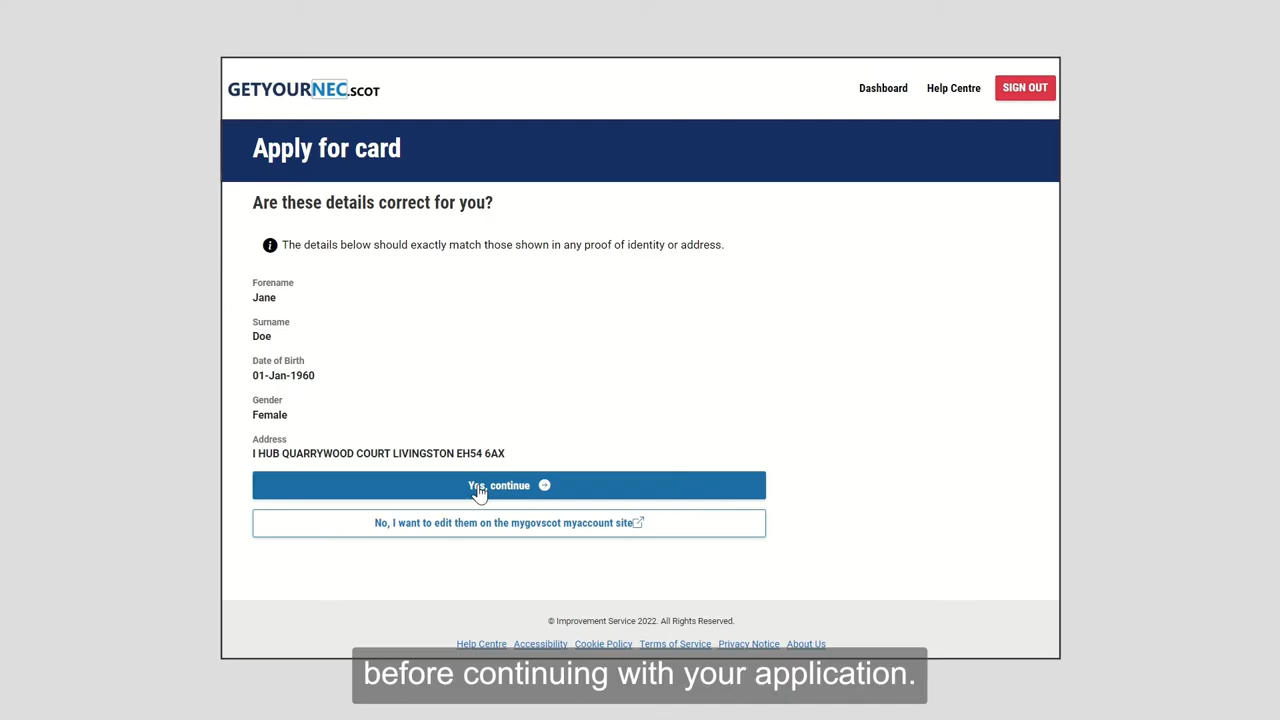 GETYOURNEC.SCOT
Dashboard
Help Centre
SIGN OUT
Apply for card
Are these details correct for you?
i The details below should exactly match those shown in any proof of identity or address.
Forename
Jane
Surname
Doe
Date of Birth
01-Jan-1960
Gender
Female
Address
I HUB QUARRYWOOD COURT LIVINGSTON EH54 6AX
Yes, continue
No, I want to edit them on the mygovscot myaccount site
© Improvement Service 2022. All Rights Reserved.
Help Centre Accessibility Cookie Policy Terms of Service Privacy Notice About Us
before continuing with your application.